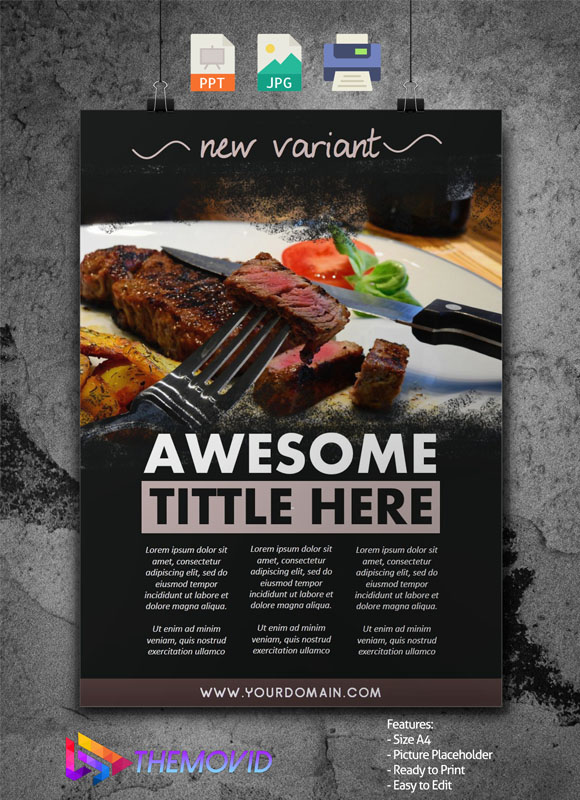 PPT
JPG
new variant
AWESOME
TITTLE HERE
Lorem ipsum dolor sit
amet, consectetur
adipiscing elit, sed do
eiusmod tempor
incididunt ut labore et
dolore magna aliqua.
Ut enim ad minim
veniam, quis nostrud
exercitation ullamco
Lorem ipsum dolor sit
amet, consectetur
adipiscing elit, sed do
eiusmod tempor
incididunt ut labore et
dolore magna aliqua.
Ut enim ad minim
veniam, quis nostrud
exercitation ullamco
Lorem ipsum dolor sit
amet, consectetur
adipiscing elit, sed do
eiusmod tempor
incididunt ut labore et
dolore magna aliqua.
Ut enim ad minim
veniam, quis nostrud
exercitation ullamco
WWW.YOURDOMAIN.COM
THEMOVID
Features:
- Size A4
- Picture Placeholder
- Ready to Print
- Easy to Edit